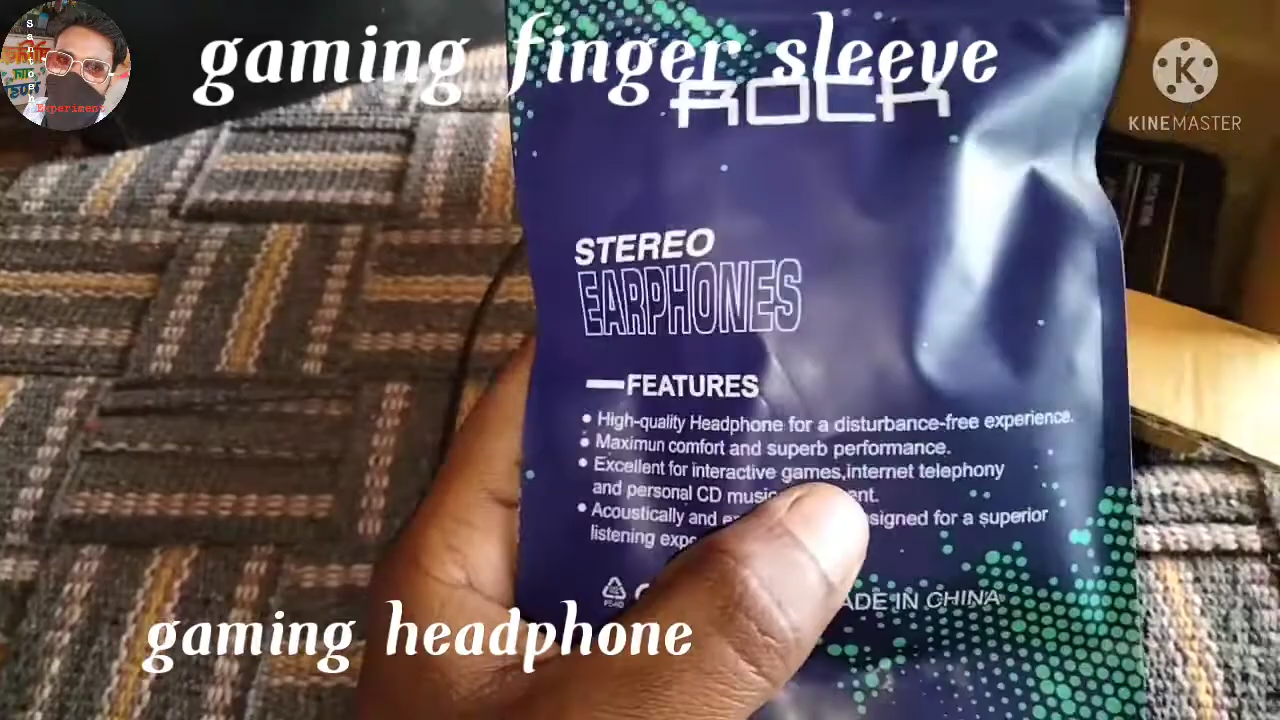 gaming finger sleeve
ROCK
KINEMASTER
Experiment
STEREO
EARPHONES
FEATURES
High-quality Headphone for a disturbance-free experience.
Maximun comfort and superb performance.
Excellent for interactive games,internet telephony
and personal CD music
Acoustically and signed for a superior
listening
ADE IN CHINA
gaming headphone